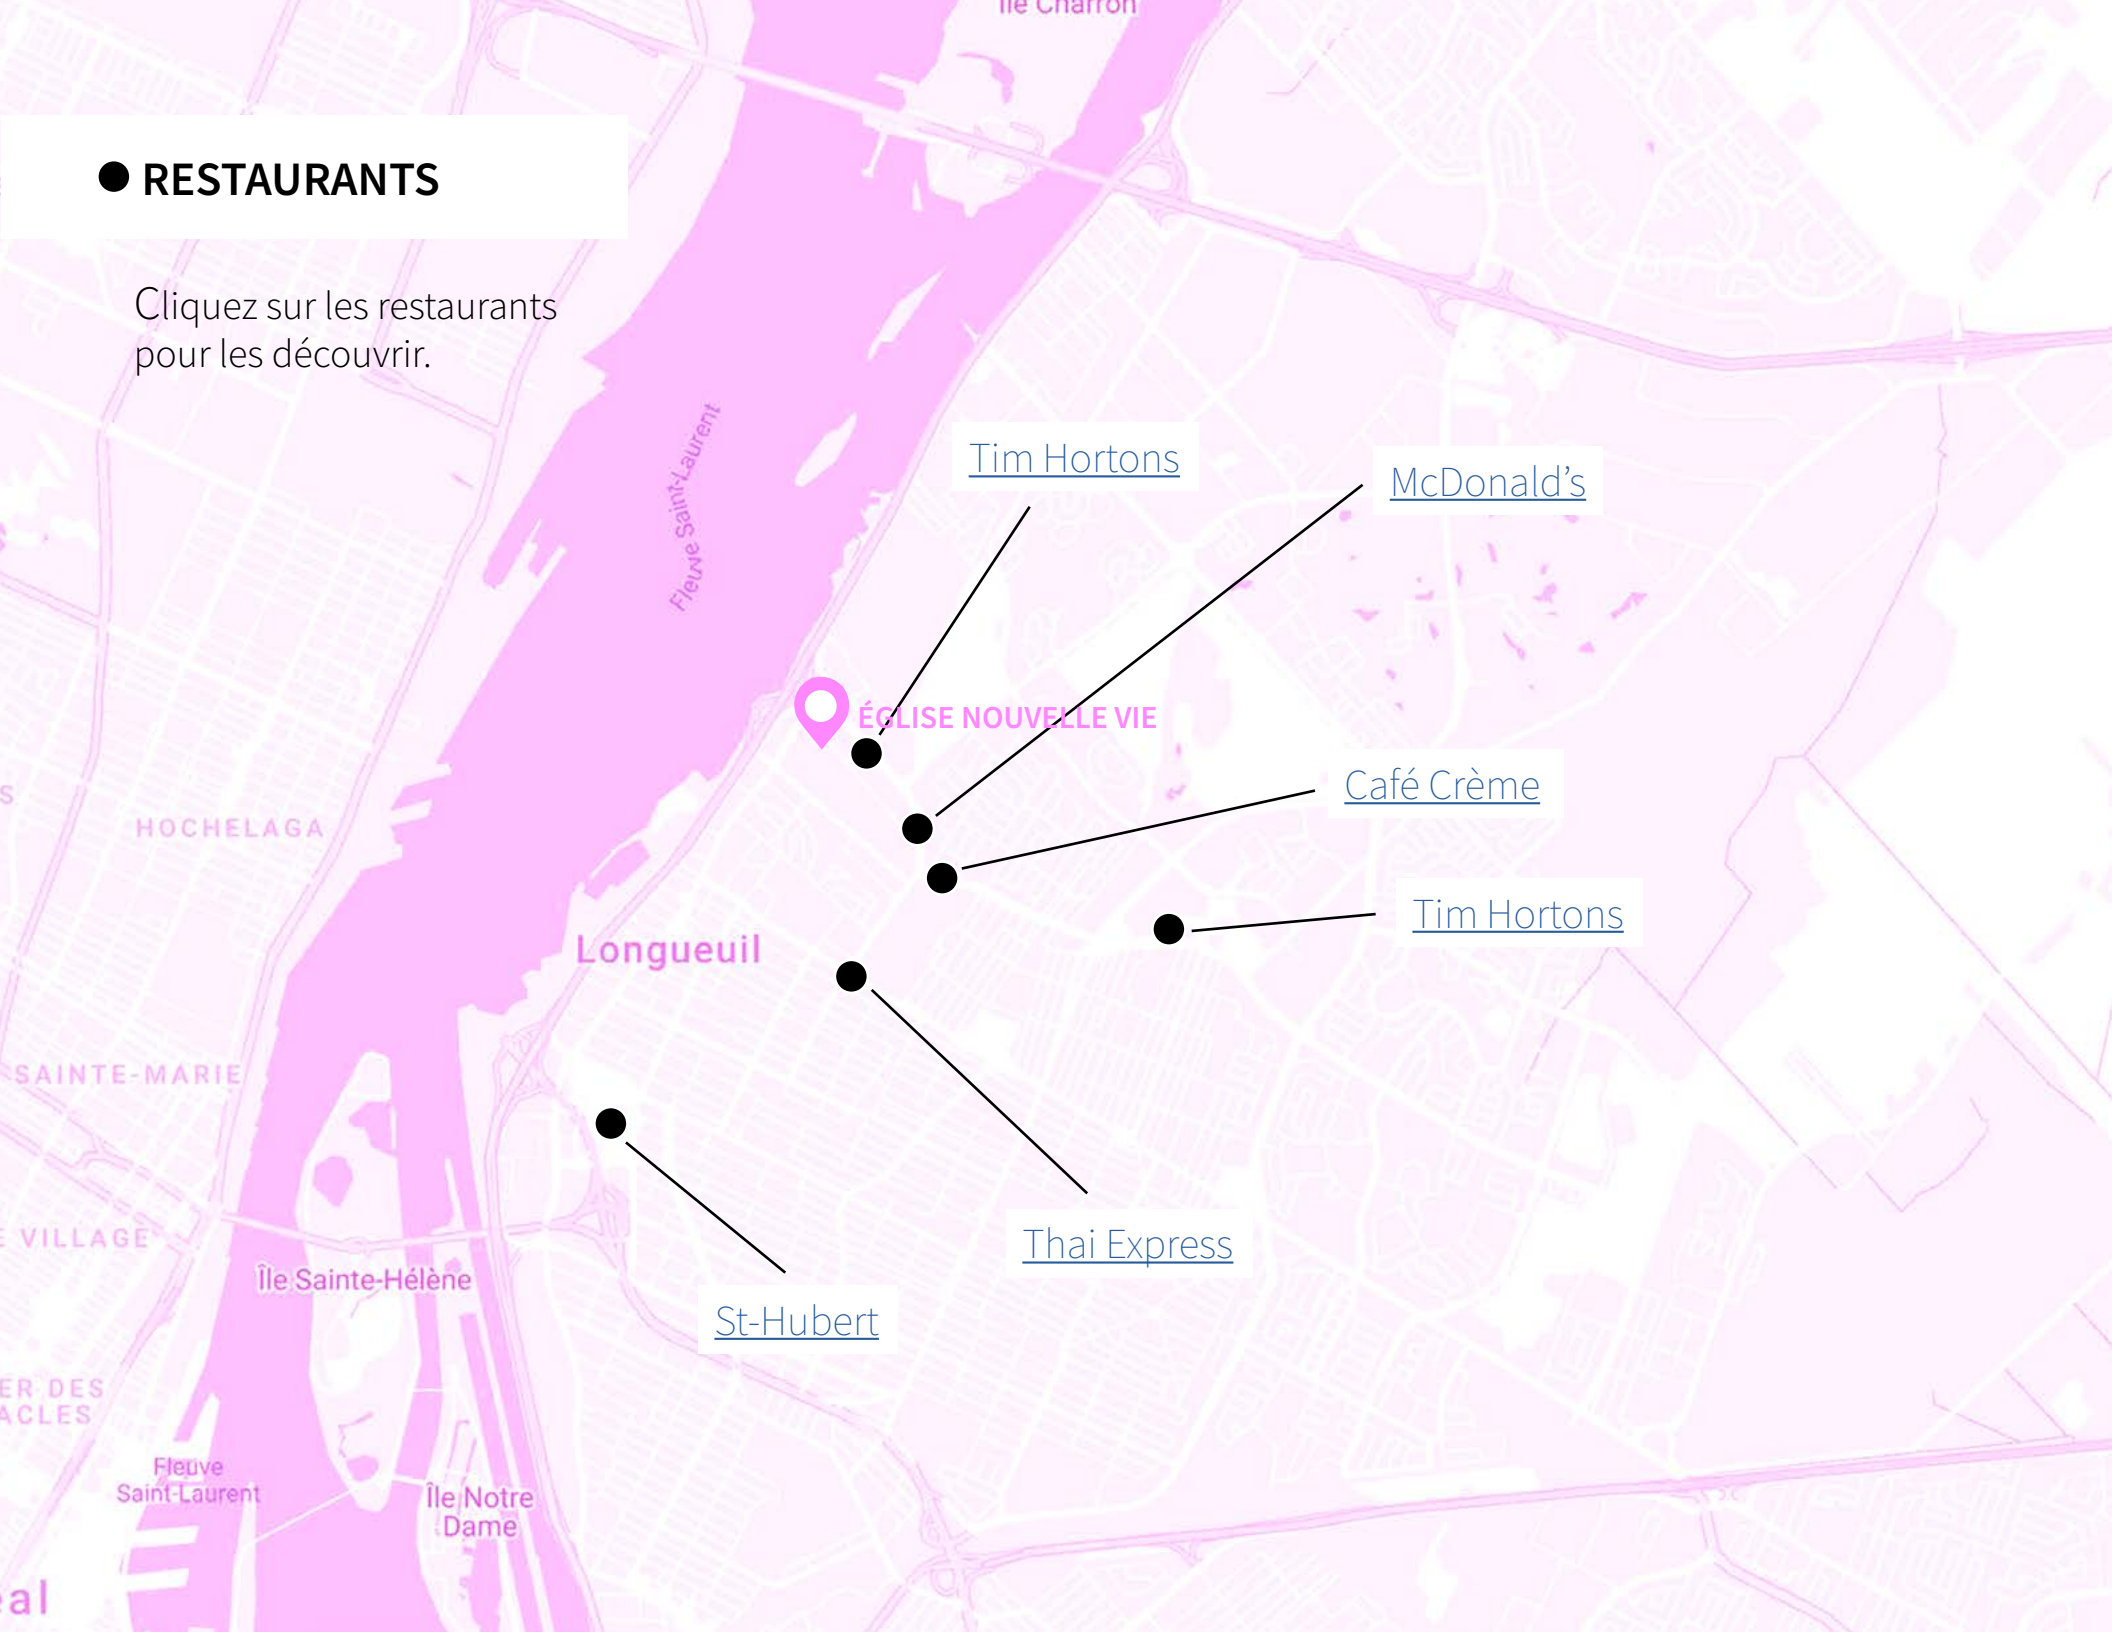 Île Charron
RESTAURANTS
Cliquez sur les restaurants
pour les découvrir.
Fleuve Saint-Laurent
Tim Hortons
McDonald’s
ÉGLISE NOUVELLE VIE
Café Crème
HOCHELAGA
Tim Hortons
Longueuil
SAINTE-MARIE
VILLAGE
Thai Express
Île Sainte-Hélène
St-Hubert
DES
Fleuve
Saint-Laurent
Île Notre
Dame